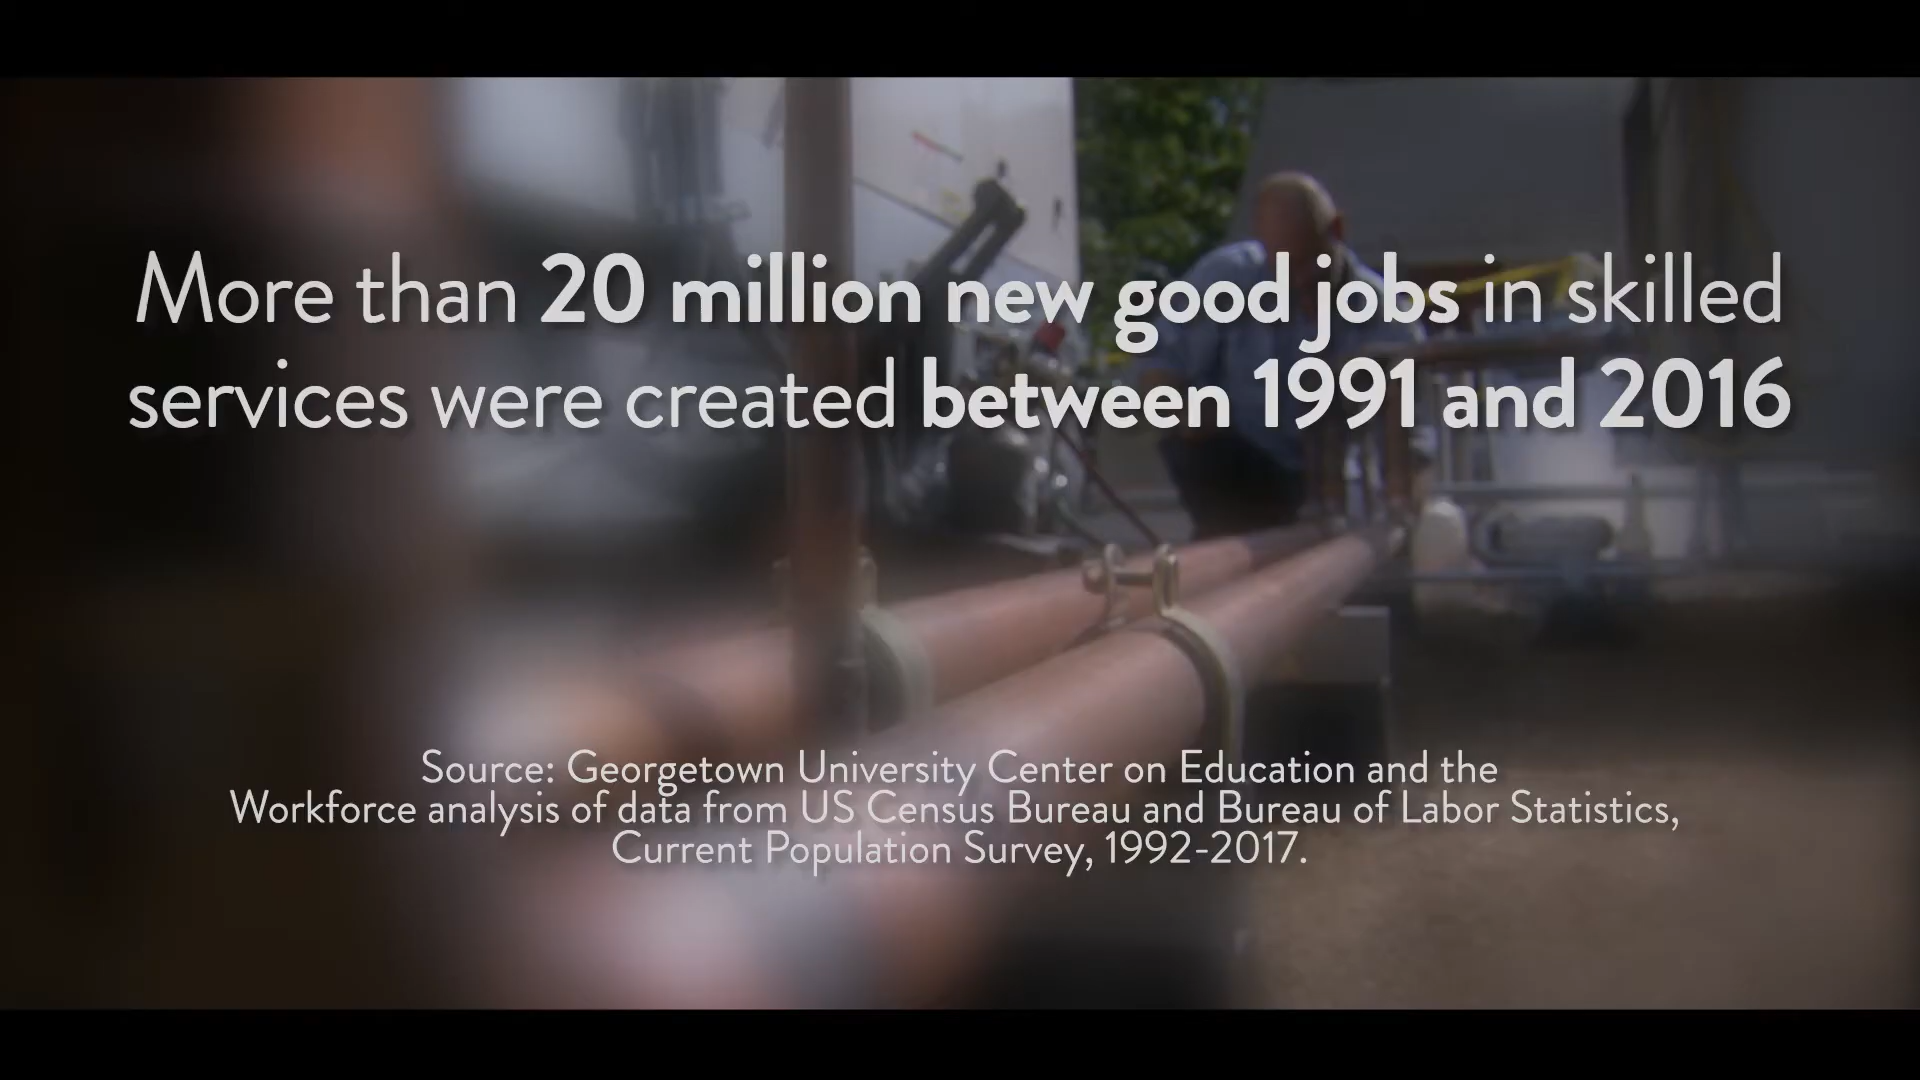 More than 20 million new good jobs in skilled
services were created between 1991 and 2016
Source: Georgetown University Center on Education and the
Workforce analysis of data from US Census Bureau and Bureau of Labor Statistics,
Current Population Survey, 1992-2017.